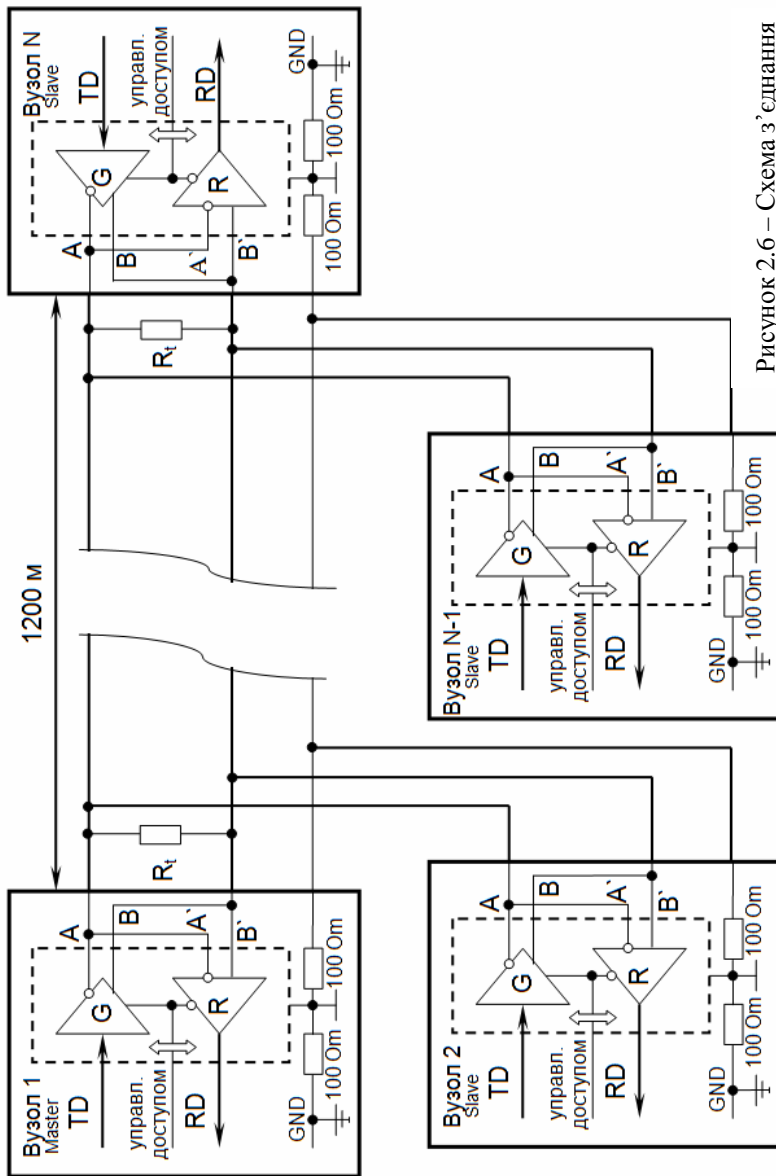 1200 м
Вузол 1
Master
TD
управл.
доступом
RD
G
R
A
B
A`
B`
GND
100 Om
100 Om
Rt
Rt
Вузол N
Slave
TD
управл.
доступом
RD
G
R
A
B
A`
B`
GND
100 Om
100 Om
Вузол 2
Slave
TD
управл.
доступом
RD
G
R
A
B
A`
B`
GND
100 Om
100 Om
Вузол N-1
Slave
TD
управл.
доступом
RD
G
R
A
B
A`
B`
GND
100 Om
100 Om
Рисунок 2.6 – Схема з’єднання